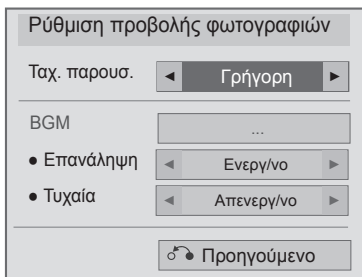 Ρύθμιση προβολής φωτογραφιών
Ταχ. παρουσ. ◄ Γρήγορη ►
BGM ...
● Επανάληψη ◄ Ενεργ/νο ►
● Τυχαία ◄ Απενεργ/νο ►
Προηγούμενο